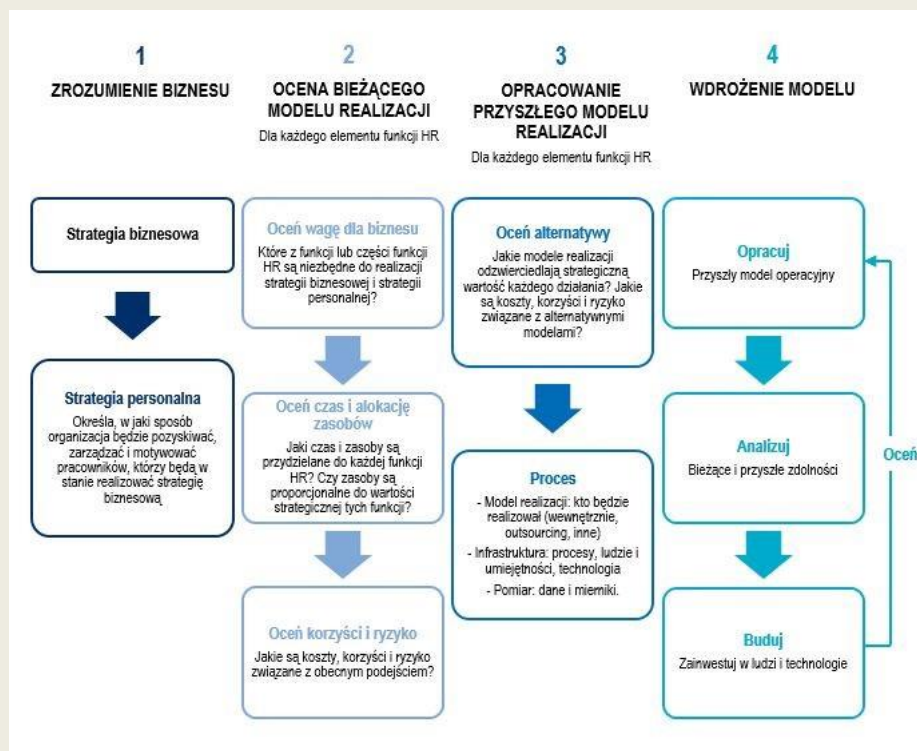 1
ZROZUMIENIE BIZNESU
Strategia biznesowa
Strategia personalna
Określa, w jaki sposób
organizacja będzie pozyskiwać,
zarządzać i motywować
pracowników, którzy będą w
stanie realizować strategię
biznesową
2
OCENA BIEŻĄCEGO
MODELU REALIZACJI
Dla każdego elementu funkcji HR
Oceń wagę dla biznesu
Które z funkcji lub części funkcji
HR są niezbędne do realizacji
strategii biznesowej i strategii
personalnej?
Oceń czas i alokację
zasobów
Jaki czas i zasoby są
przydzielane do każdej funkcji
HR? Czy zasoby są
proporcjonalne do wartości
strategicznej tych funkcji?
Oceń korzyści i ryzyko
Jakie są koszty, korzyści i ryzyko
związane z obecnym podejściem?
3
OPRACOWANIE
PRZYSZŁEGO MODELU
REALIZACJI
Dla każdego elementu funkcji HR
Oceń alternatywy
Jakie modele realizacji
odzwierciedlają strategiczną
wartość każdego działania? Jakie
są koszty, korzyści i ryzyko
związane z alternatywnymi
modelami?
Proces
- Model realizacji: kto będzie
realizował (wewnętrznie,
outsourcing, inne)
- Infrastruktura: procesy, ludzie i
umiejętności, technologia
- Pomiar: dane i mierniki.
4
WDROŻENIE MODELU
Opracuj
Przyszły model operacyjny
Analizuj
Bieżące i przyszłe zdolności
Buduj
Zainwestuj w ludzi i technologie
Oceń